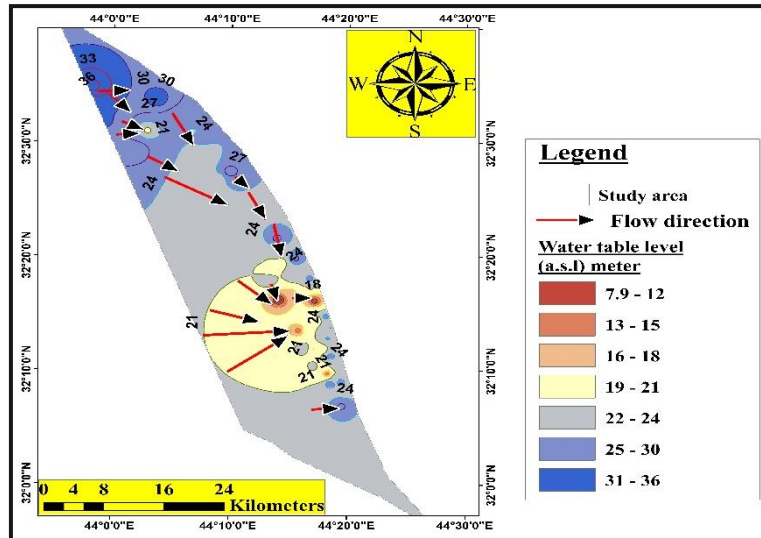 44°0'0"E 44°10'0"E 44°20'0"E 44°30'0"E
N
W E
S
33
36
30
30
27
21
24
24
27
24
24
18
21
24
21
24
21
21
24
32°30'0"N
32°20'0"N
32°10'0"N
32°0'0"N
32°30'0"N
32°20'0"N
32°10'0"N
32°0'0"N
0 4 8 16 24
Kilometers
44°0'0"E 44°10'0"E 44°20'0"E 44°30'0"E
Legend
Study area
Flow direction
Water table level
(a.s.l) meter
7.9 - 12
13 - 15
16 - 18
19 - 21
22 - 24
25 - 30
31 - 36